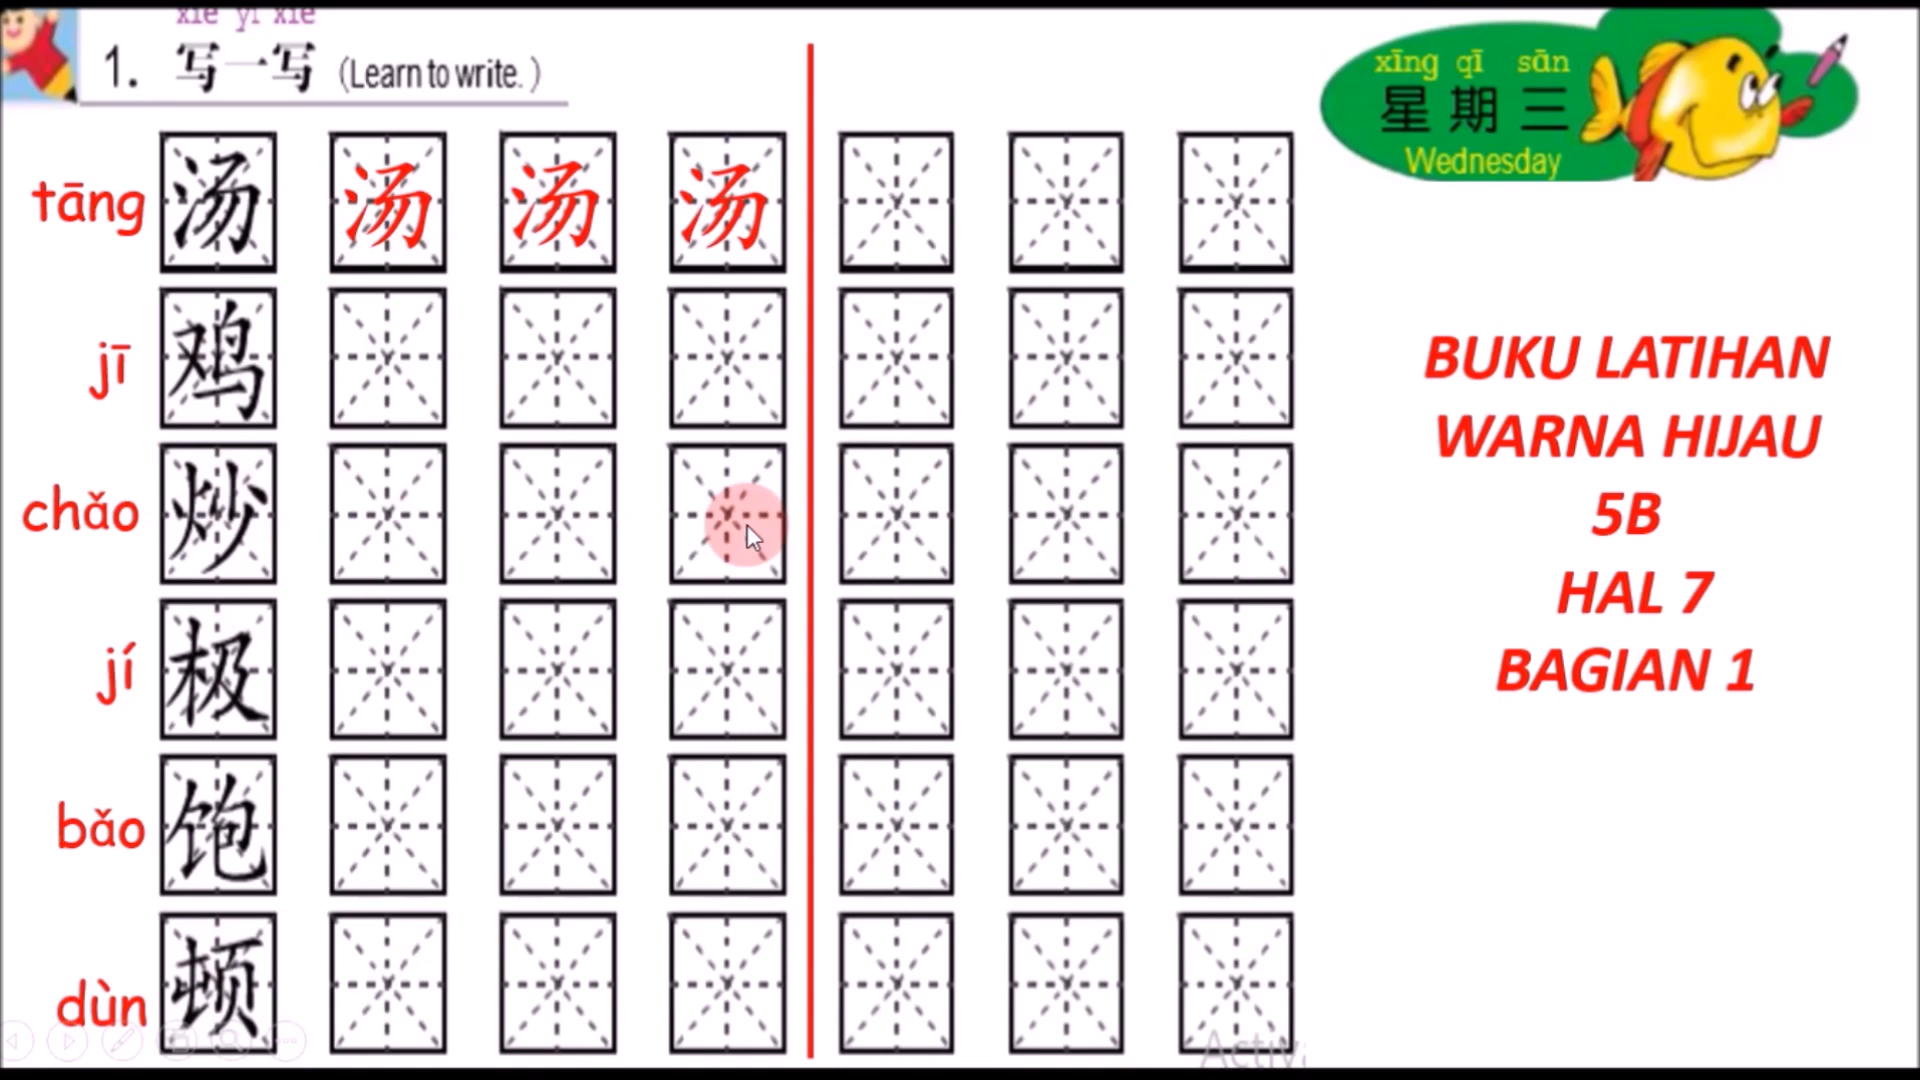 xiě yì xiě
1. 写一写 (Learn to write.)
xīng qī sān
星期三
Wednesday
tāng 汤 汤 汤 汤
jī 鸡
chǎo 炒
jí 极
bǎo 饱
dùn 顿
BUKU LATIHAN
WARNA HIJAU
5B
HAL 7
BAGIAN 1